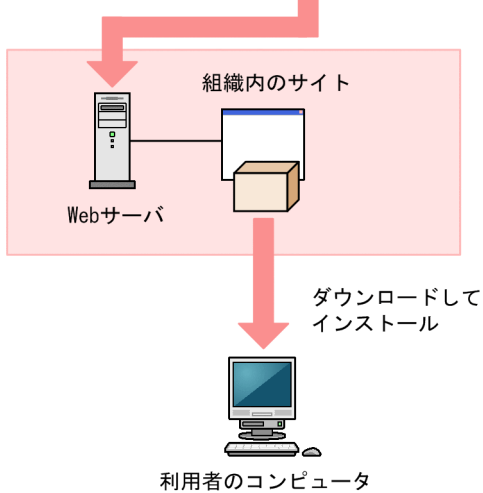 組織内のサイト
Webサーバ
ダウンロードして
インストール
利用者のコンピュータ